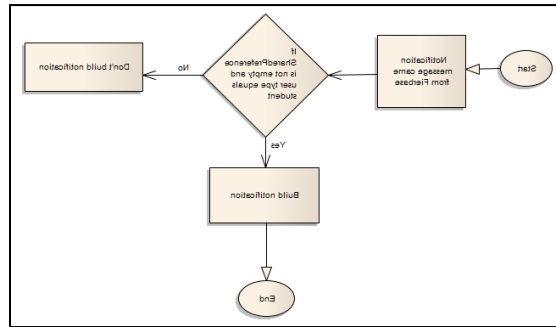 Start
Notification
message came
from Fierbase
If
SharedPreference
is not empty and
user type equals
student
No
Don't build notification
Yes
Build notification
End